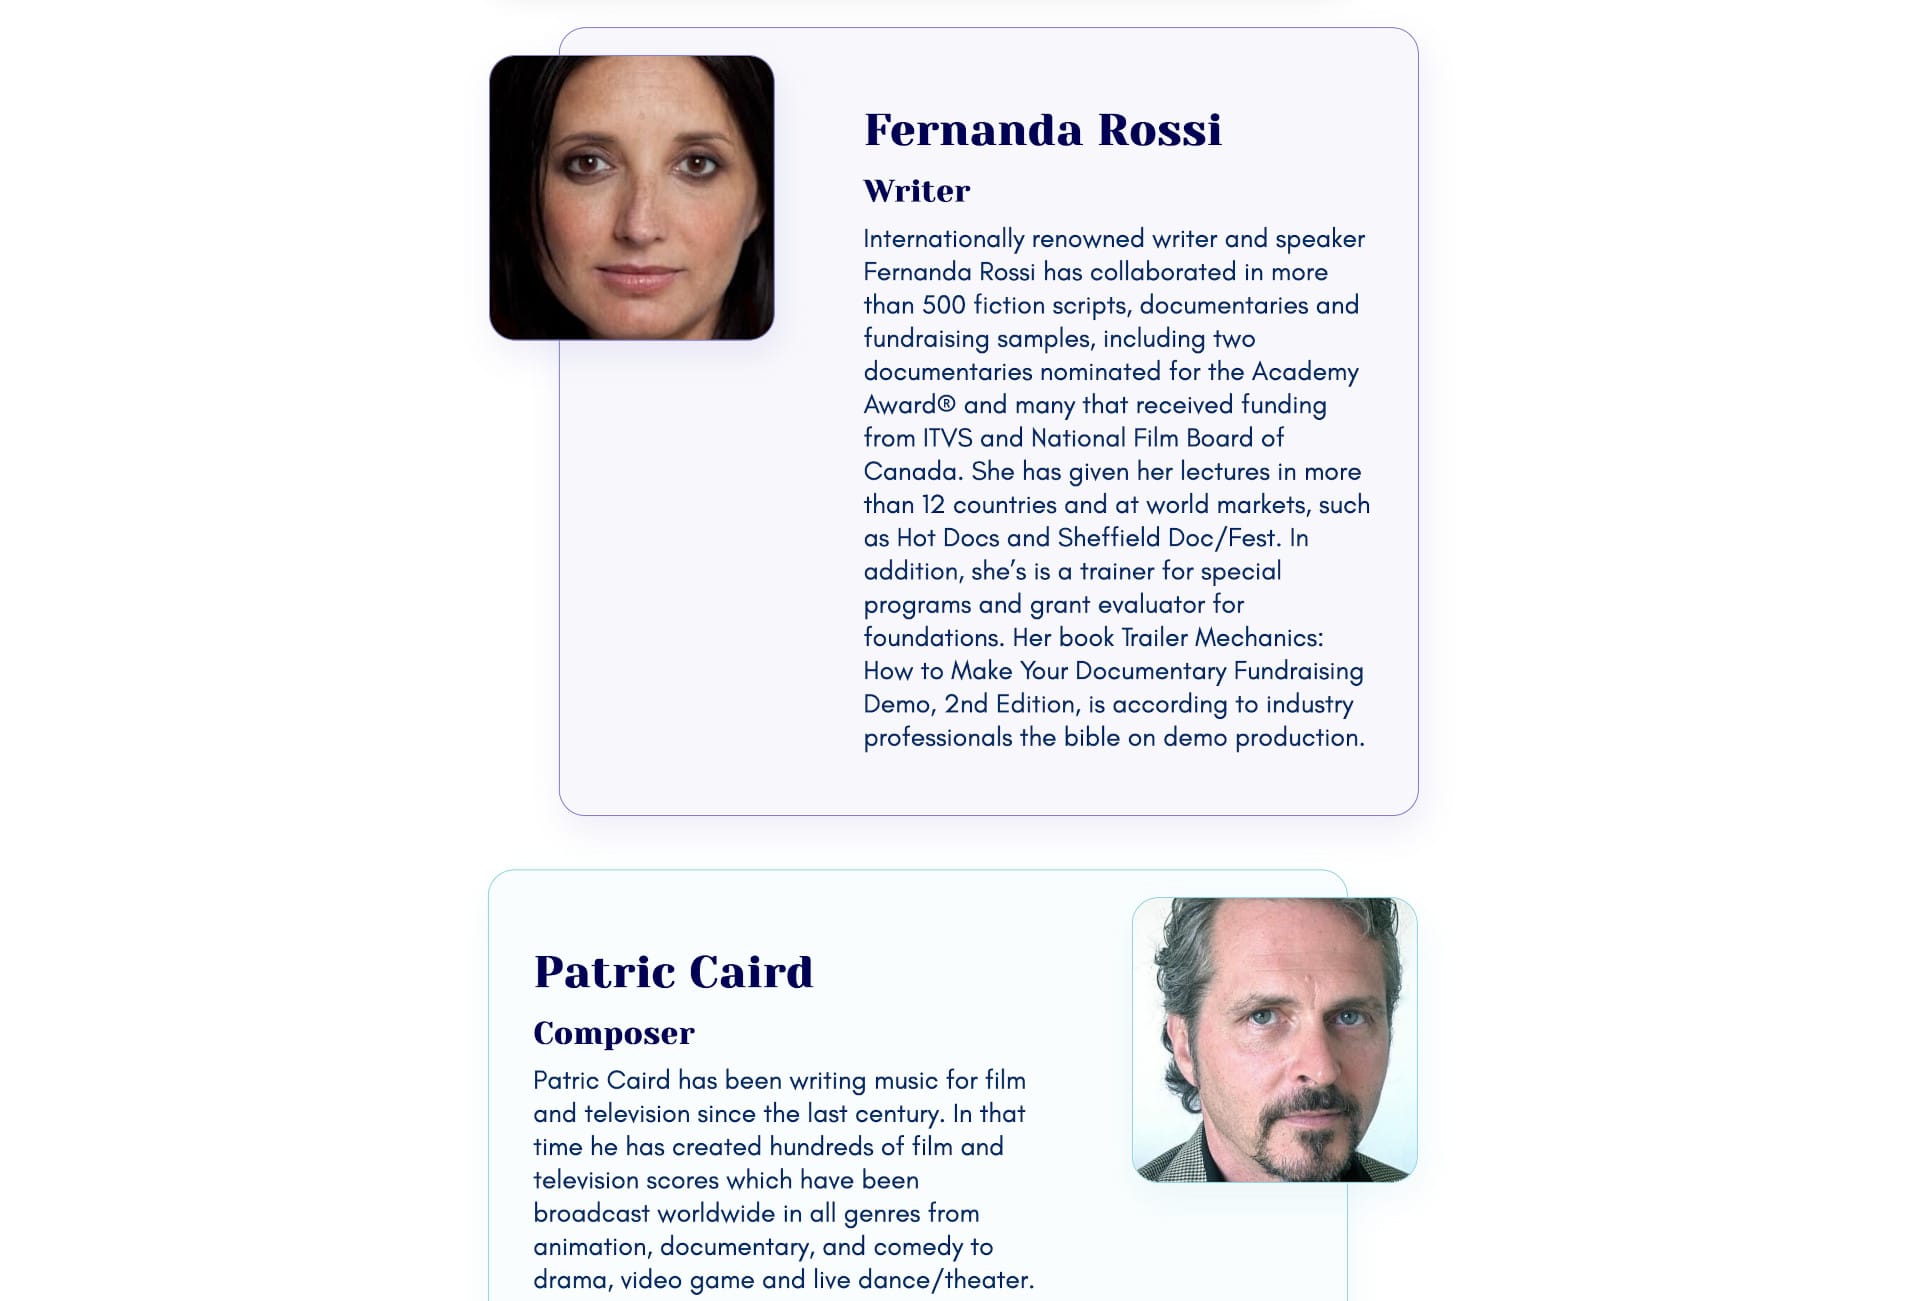 Fernanda Rossi
Writer
Internationally renowned writer and speaker
Fernanda Rossi has collaborated in more
than 500 fiction scripts, documentaries and
fundraising samples, including two
documentaries nominated for the Academy
Award® and many that received funding
from ITVS and National Film Board of
Canada. She has given her lectures in more
than 12 countries and at world markets, such
as Hot Docs and Sheffield Doc/Fest. In
addition, she’s is a trainer for special
programs and grant evaluator for
foundations. Her book Trailer Mechanics:
How to Make Your Documentary Fundraising
Demo, 2nd Edition, is according to industry
professionals the bible on demo production.
Patric Caird
Composer
Patric Caird has been writing music for film
and television since the last century. In that
time he has created hundreds of film and
television scores which have been
broadcast worldwide in all genres from
animation, documentary, and comedy to
drama, video game and live dance/theater.